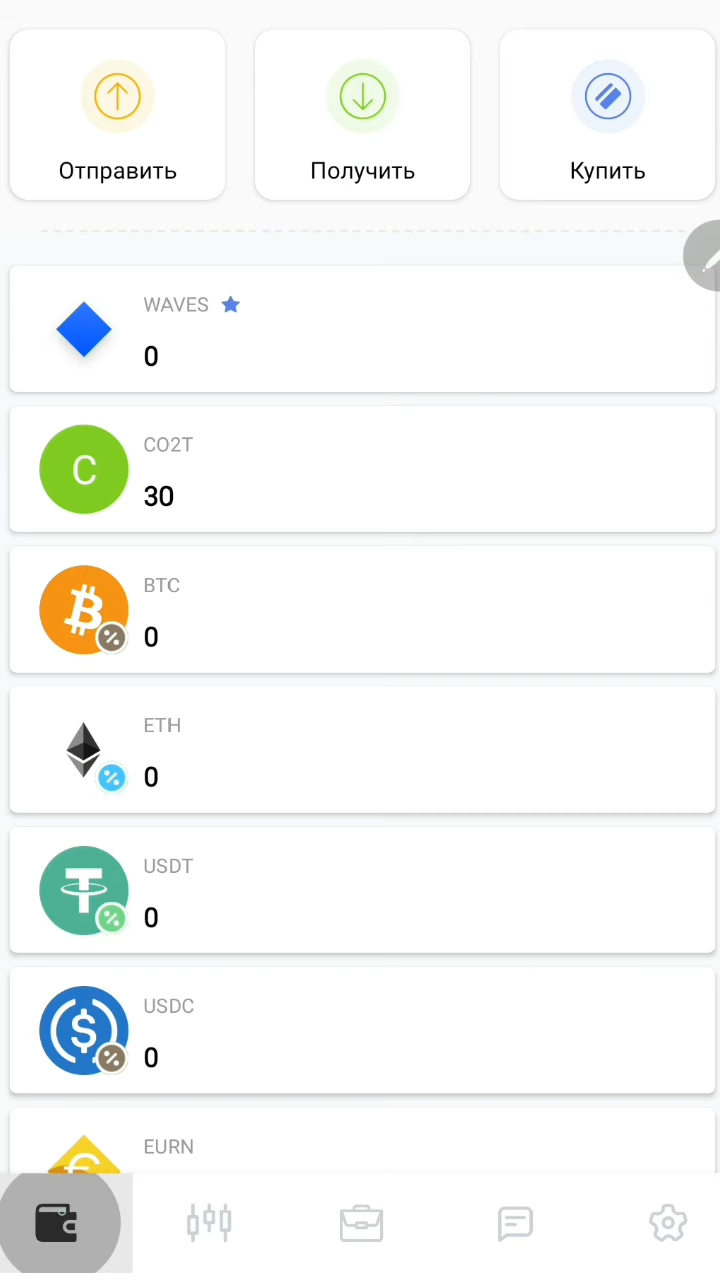 Отправить
Получить
Купить
WAVES
0
C
CO2T
30
BTC
0
ETH
0
USDT
0
USDC
0
EURN